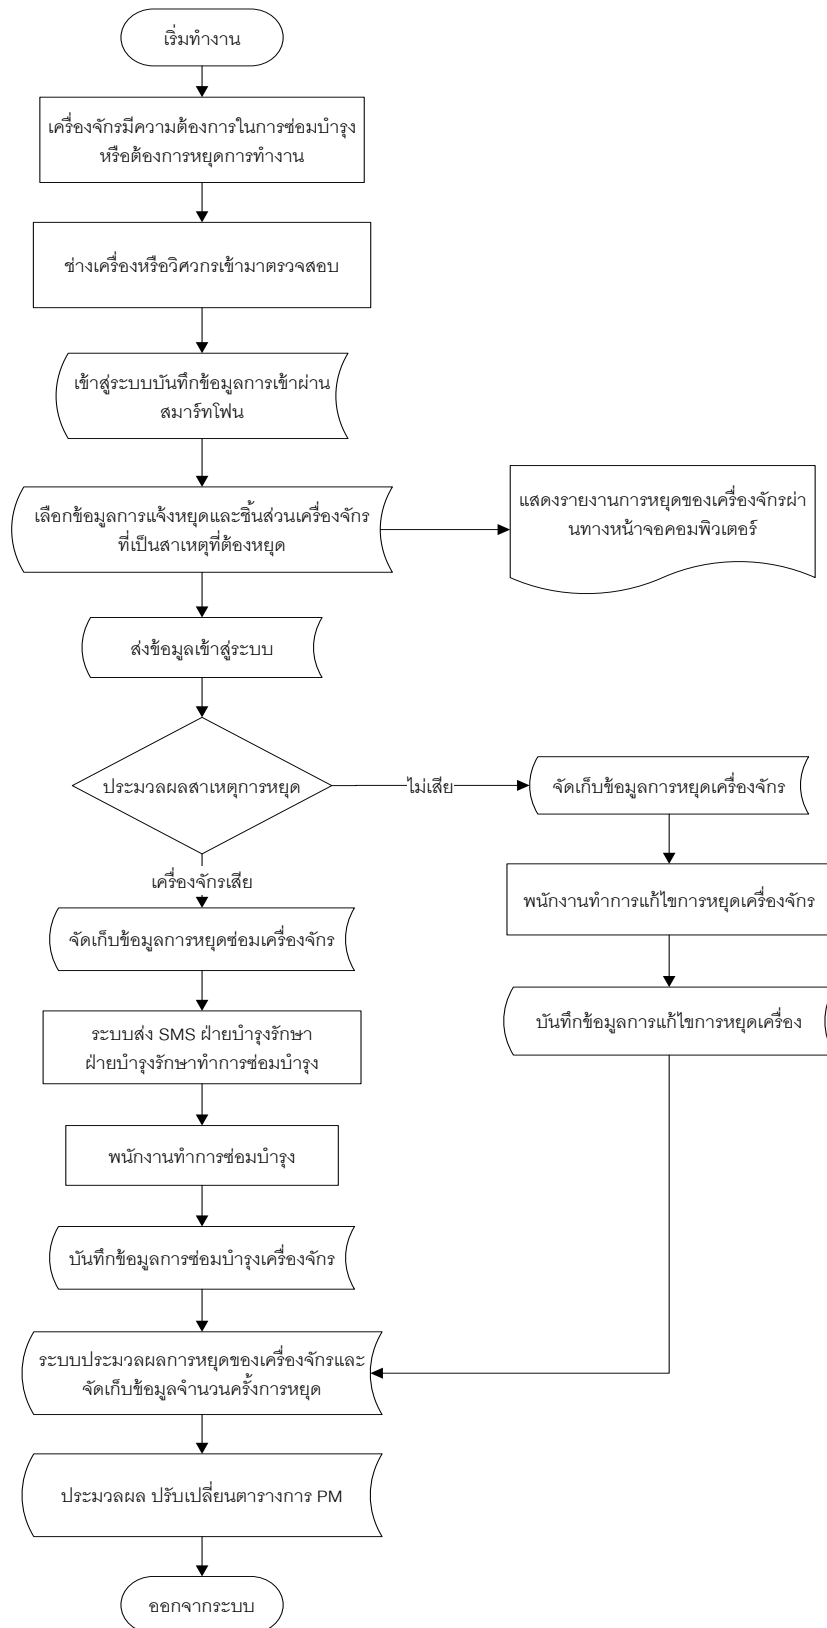 เริ่มทำงาน
เครื่องจักรมีความต้องการในการซ่อมบำรุง
หรือต้องการหยุดการทำงาน
ช่างเครื่องหรือวิศวกรเข้ามาตรวจสอบ
เข้าสู่ระบบบันทึกข้อมูลการเข้าผ่าน
สมาร์ทโฟน
เลือกข้อมูลการแจ้งหยุดและชิ้นส่วนเครื่องจักร
ที่เป็นสาเหตุที่ต้องหยุด
แสดงรายงานการหยุดของเครื่องจักรผ่า
นทางหน้าจอคอมพิวเตอร์
ส่งข้อมูลเข้าสู่ระบบ
ประมวลผลสาเหตุการหยุด
ไม่เสีย
จัดเก็บข้อมูลการหยุดเครื่องจักร
เครื่องจักรเสีย
พนักงานทำการแก้ไขการหยุดเครื่องจักร
จัดเก็บข้อมูลการหยุดซ่อมเครื่องจักร
บันทึกข้อมูลการแก้ไขการหยุดเครื่อง
ระบบส่ง SMS ฝ่ายบำรุงรักษา
ฝ่ายบำรุงรักษาทำการซ่อมบำรุง
พนักงานทำการซ่อมบำรุง
บันทึกข้อมูลการซ่อมบำรุงเครื่องจักร
ระบบประมวลผลการหยุดของเครื่องจักรและ
จัดเก็บข้อมูลจำนวนครั้งการหยุด
ประมวลผล ปรับเปลี่ยนตารางการ PM
ออกจากระบบ